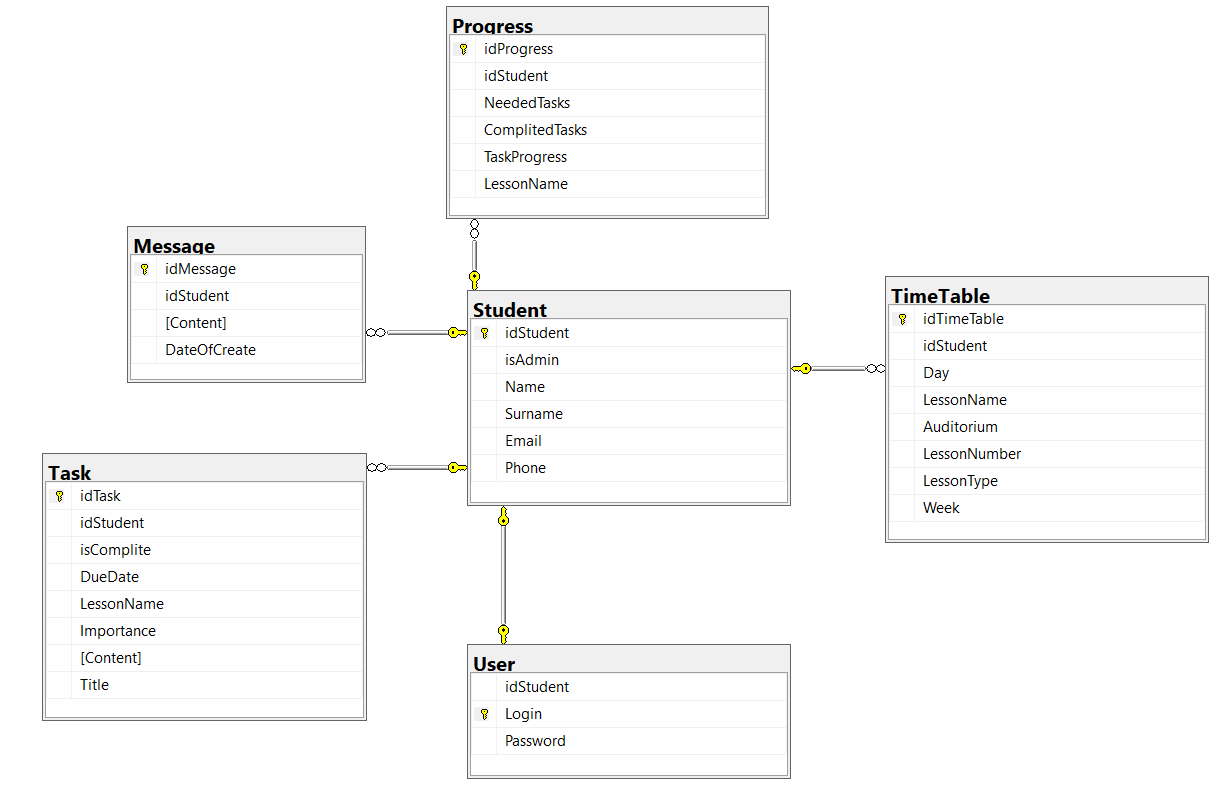 Progress
idProgress
idStudent
NeededTasks
ComplitedTasks
TaskProgress
LessonName
Message
idMessage
idStudent
[Content]
DateOfCreate
Student
idStudent
isAdmin
Name
Surname
Email
Phone
TimeTable
idTimeTable
idStudent
Day
LessonName
Auditorium
LessonNumber
LessonType
Week
Task
idTask
idStudent
isComplite
DueDate
LessonName
Importance
[Content]
Title
User
idStudent
Login
Password